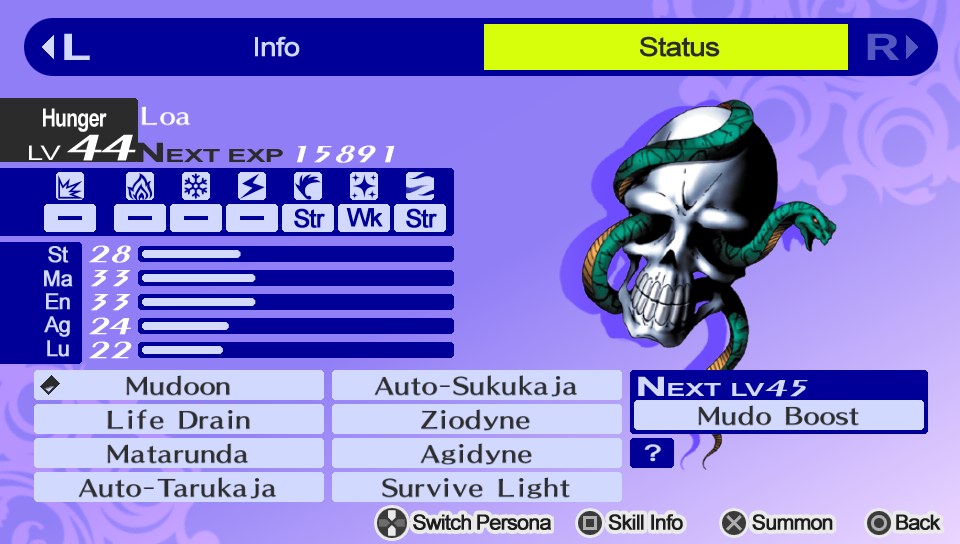 L Info Status R
Hunger Loa
LV 44 NEXT EXP 15891
— — — — Str Wk Str
St 28
Ma 33
En 33
Ag 24
Lu 22
Mudoon Auto-Sukukaja NEXT LV45
Life Drain Ziodyne Mudo Boost
Matarunda Agidyne ?
Auto-Tarukaja Survive Light
Switch Persona Skill Info Summon Back